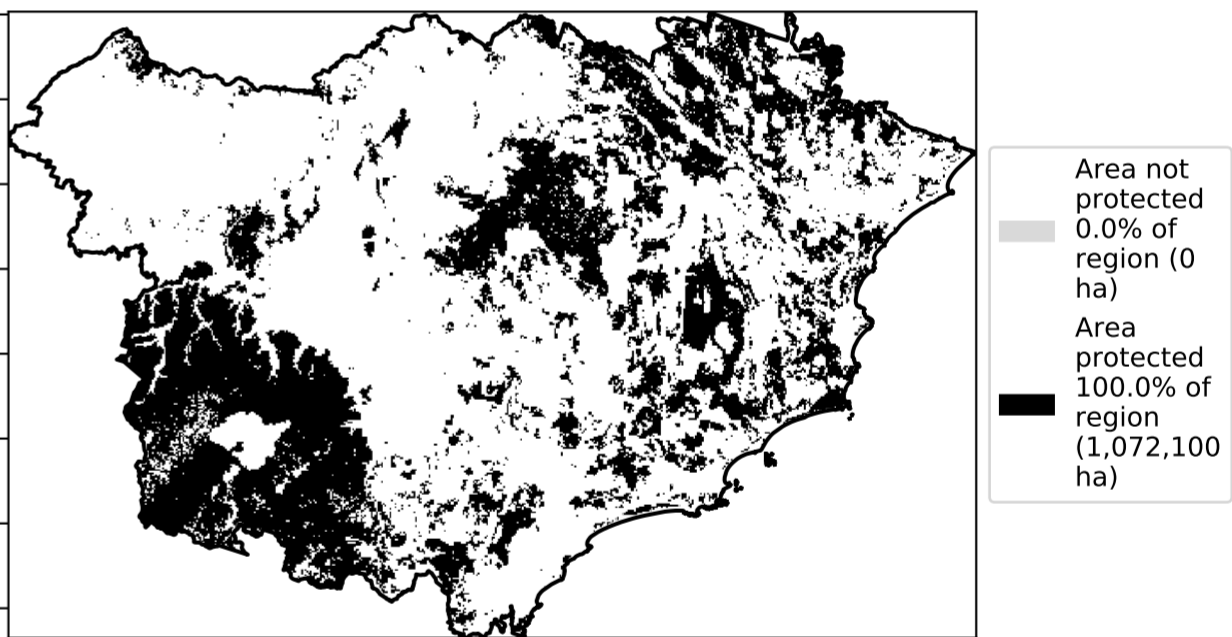 Area not
protected
0.0% of
region (0
ha)
Area
protected
100.0% of
region
(1,072,100
ha)